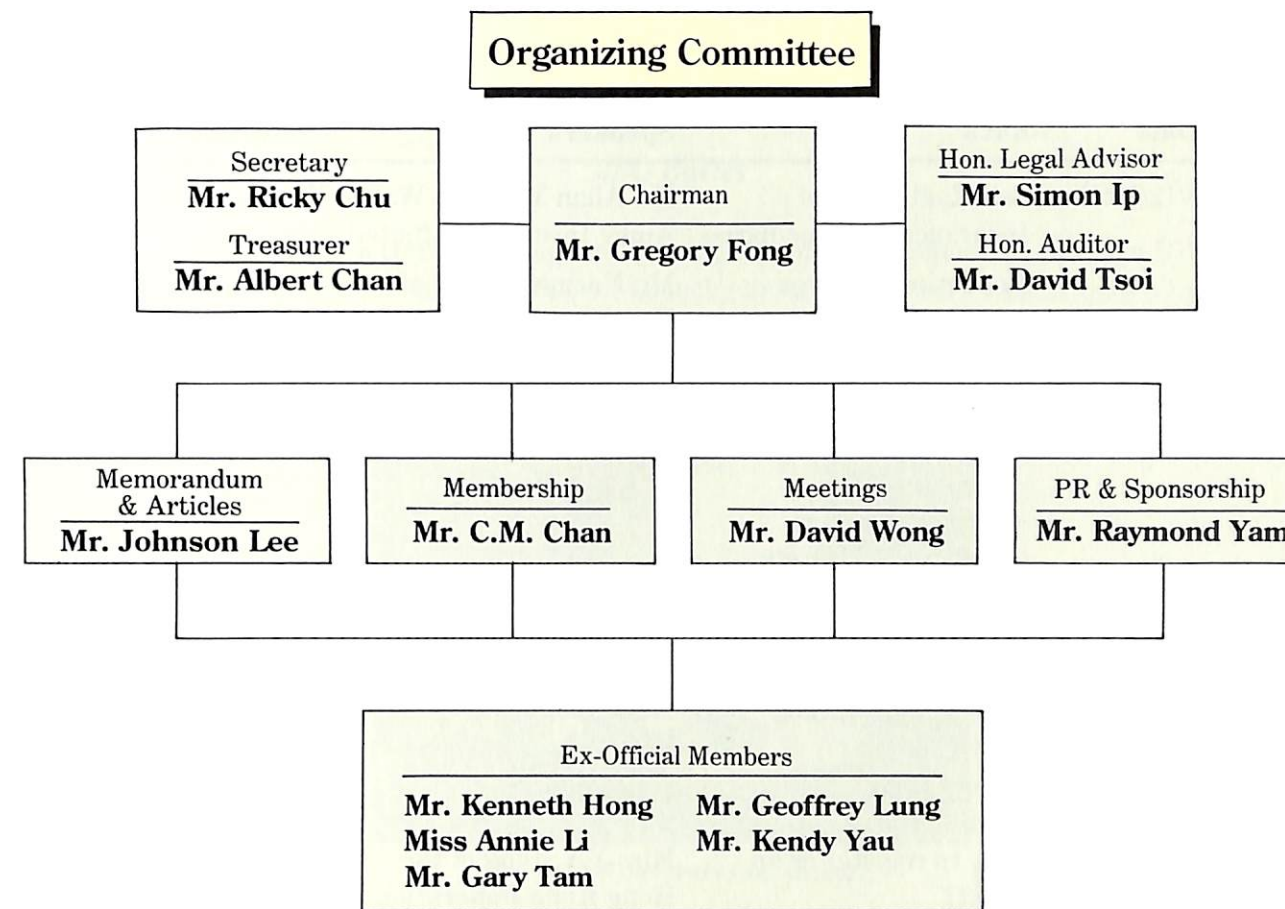 Organizing Committee
Secretary
Mr. Ricky Chu
Treasurer
Mr. Albert Chan
Chairman
Mr. Gregory Fong
Hon. Legal Advisor
Mr. Simon Ip
Hon. Auditor
Mr. David Tsoi
Memorandum
& Articles
Mr. Johnson Lee
Membership
Mr. C.M. Chan
Meetings
Mr. David Wong
PR & Sponsorship
Mr. Raymond Yam
Ex-Official Members
Mr. Kenneth Hong
Mr. Geoffrey Lung
Miss Annie Li
Mr. Kendy Yau
Mr. Gary Tam